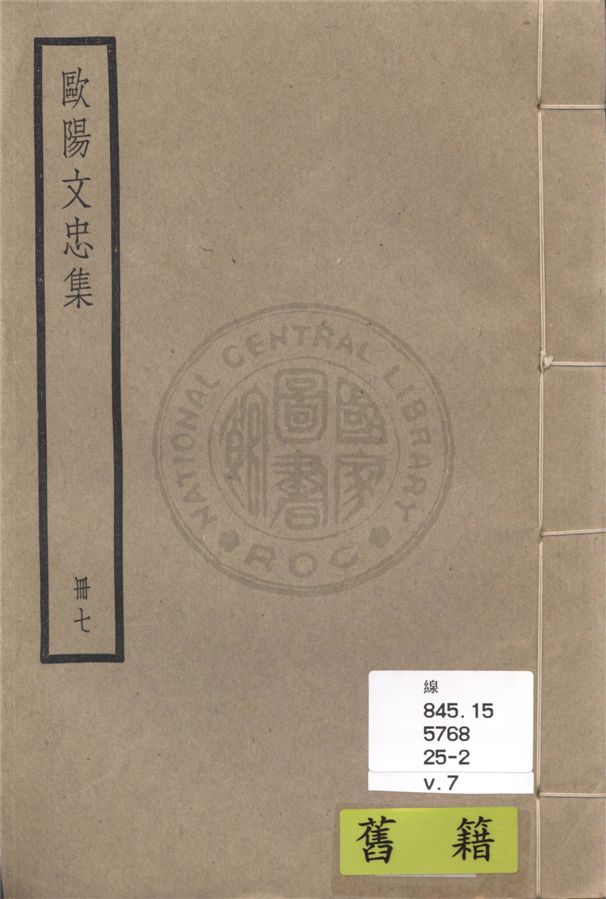 歐陽文忠集
冊七
NATIONAL CENTRAL LIBRARY
國家圖書館
ROC
線
845.15
5768
25-2
v.7
舊籍